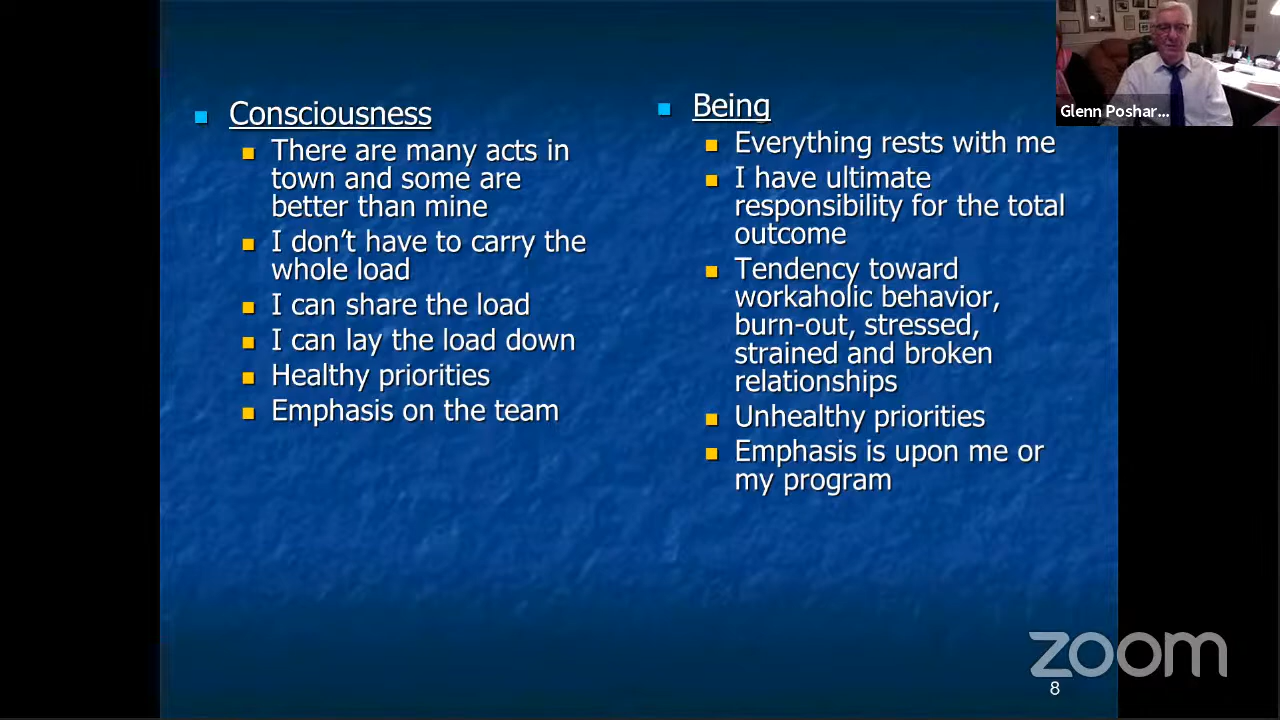 Consciousness
There are many acts in
town and some are
better than mine
I don't have to carry the
whole load
I can share the load
I can lay the load down
Healthy priorities
Emphasis on the team
Being
Everything rests with me
I have ultimate
responsibility for the total
outcome
Tendency toward
workaholic behavior,
burn-out, stressed,
strained and broken
relationships
Unhealthy priorities
Emphasis is upon me or
my program
Glenn Poshar...
zoom
8